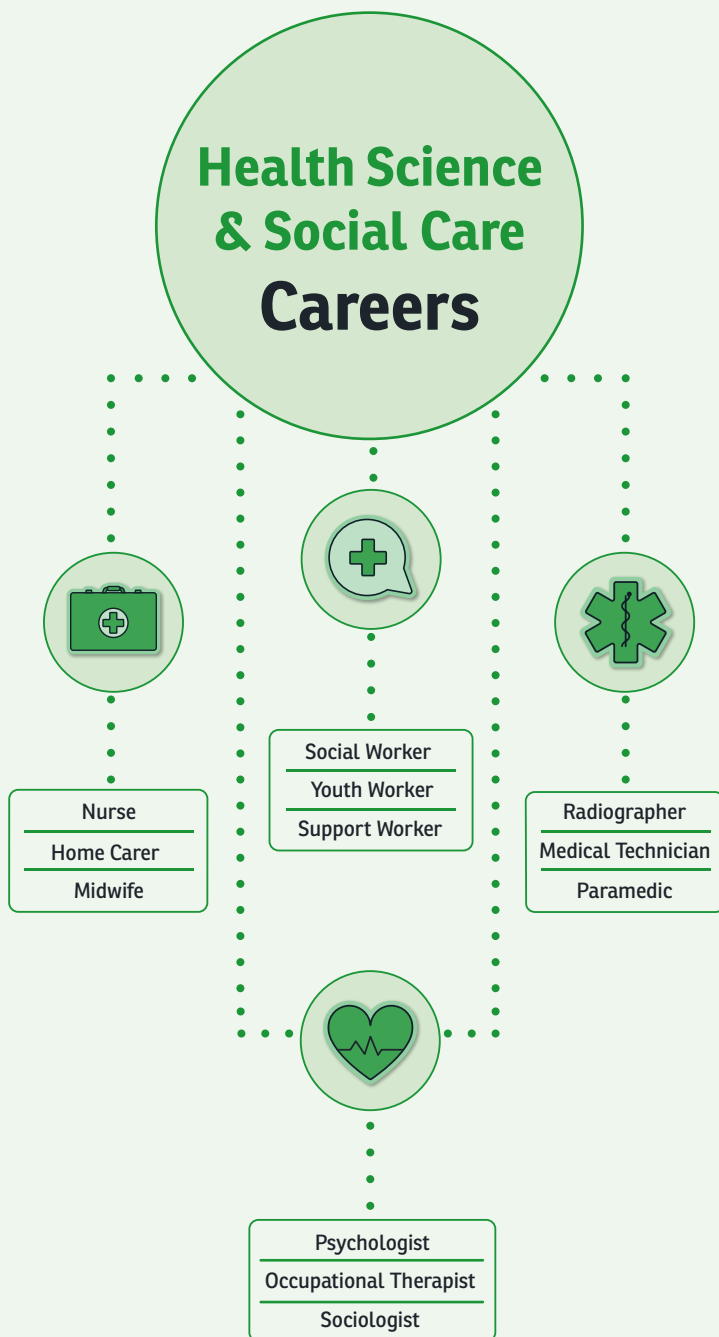 Health Science
& Social Care
Careers
Social Worker
Youth Worker
Support Worker
Nurse
Home Carer
Midwife
Radiographer
Medical Technician
Paramedic
Psychologist
Occupational Therapist
Sociologist